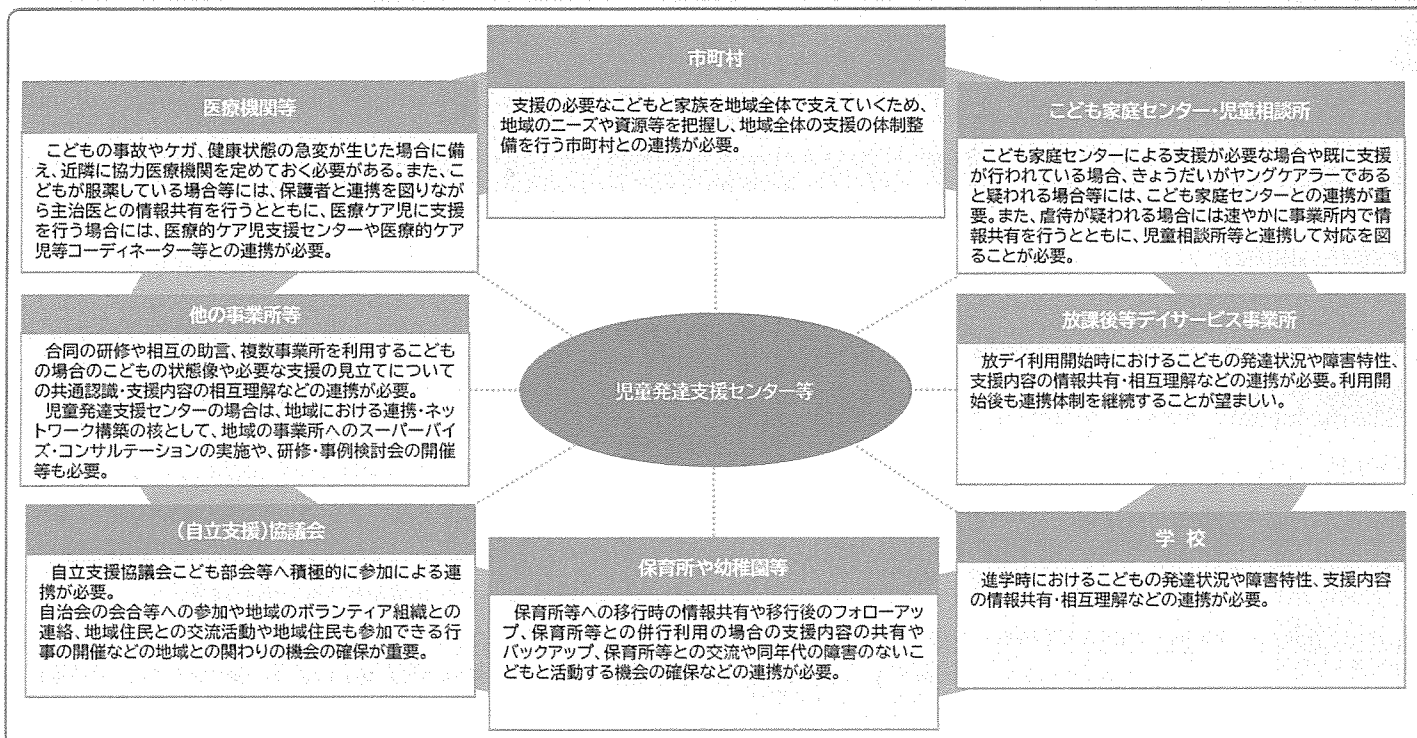 市町村
支援の必要なこどもと家族を地域全体で支えていくため、
地域のニーズや資源等を把握し、地域全体の支援の体制整
備を行う市町村との連携が必要。
医療機関等
こどもの事故やケガ、健康状態の急変が生じた場合に備
え、近隣に協力医療機関を定めておく必要がある。また、こ
どもが服薬している場合等には、保護者と連携を図りなが
ら主治医との情報共有を行うとともに、医療ケア児に支援
を行う場合には、医療的ケア児支援センターや医療的ケア
児等コーディネーター等との連携が必要。
こども家庭センター・児童相談所
こども家庭センターによる支援が必要な場合や既に支援
が行われている場合、きょうだいがヤングケアラーであるこ
と疑われる場合等には、こども家庭センターとの連携が重
要。また、虐待が疑われる場合には速やかに事業所内で情
報共有を行うとともに、児童相談所等と連携して対応を図
ることが必要。
他の事業所等
合同の研修や相互の助言、複数事業所を利用するこども
の場合のこどもの状態像や必要な支援の見立てについて
の共通認識・支援内容の相互理解などの連携が必要。
児童発達支援センターの場合は、地域における連携・ネッ
トワーク構築の核として、地域の事業所へのスーパーバイ
ズ・コンサルテーションの実施や、研修・事例検討会の開催
等も必要。
児童発達支援センター等
放課後等デイサービス事業所
放デイ利用開始時におけるこどもの発達状況や障害特性、
支援内容の情報共有・相互理解などの連携が必要。利用開
始後も連携体制を継続することが望ましい。
(自立支援)協議会
自立支援協議会こども部会等へ積極的に参加による連
携が必要。
自治会の会合等への参加や地域のボランティア組織との
連絡、地域住民との交流活動や地域住民も参加できる行
事の開催などの地域との関わりの機会の確保が重要。
保育所や幼稚園等
保育所等への移行時の情報共有や移行後のフォローアッ
プ、保育所等との併行利用の場合の支援内容の共有や
バックアップ、保育所等との交流や同年代の障害のないこ
どもと活動する機会の確保などの連携が必要。
学 校
進学時におけるこどもの発達状況や障害特性、支援内容
の情報共有・相互理解などの連携が必要。